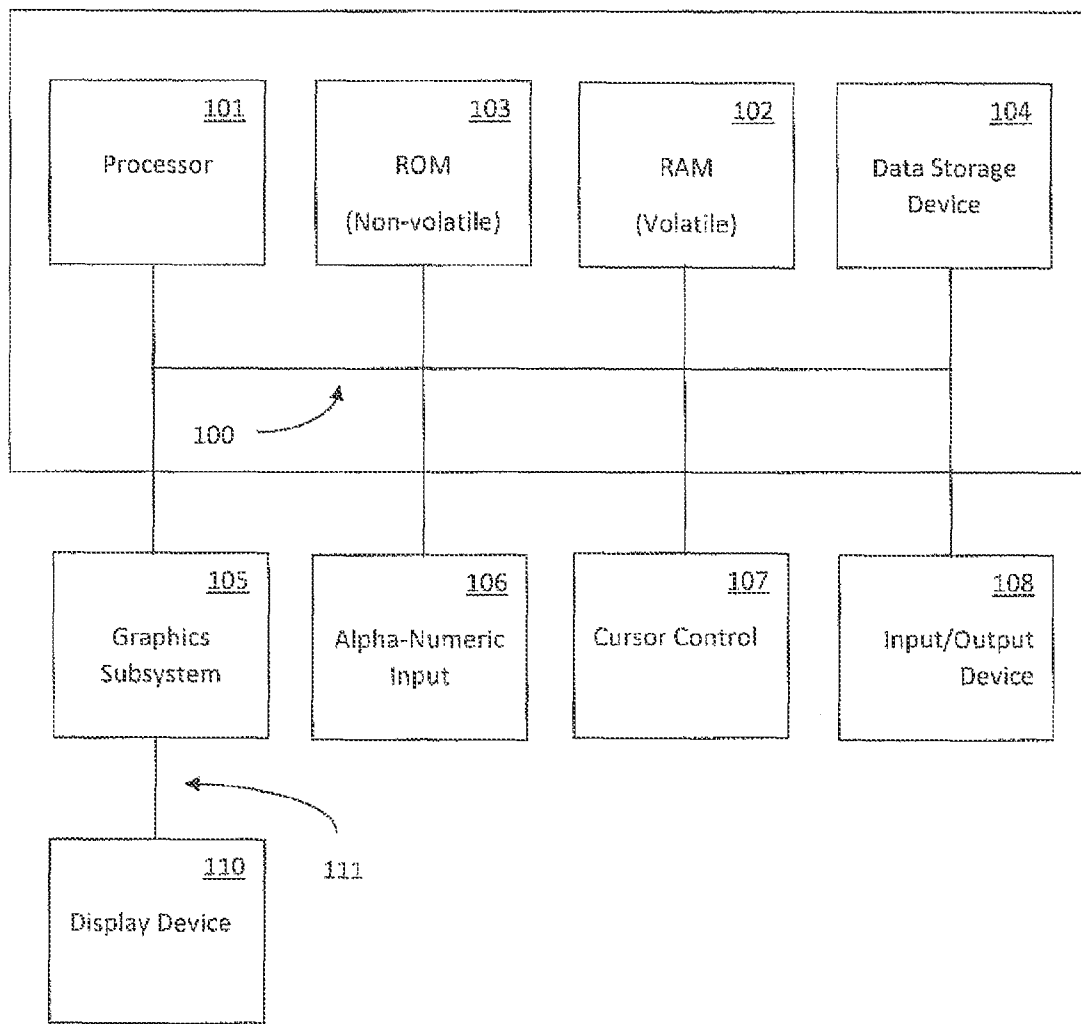 101
Processor
103
ROM
(Non-volatile)
102
RAM
(Volatile)
104
Data Storage
Device
100
105
Graphics
Subsystem
106
Alpha-Numeric
Input
107
Cursor Control
108
Input/Output
Device
111
110
Display Device